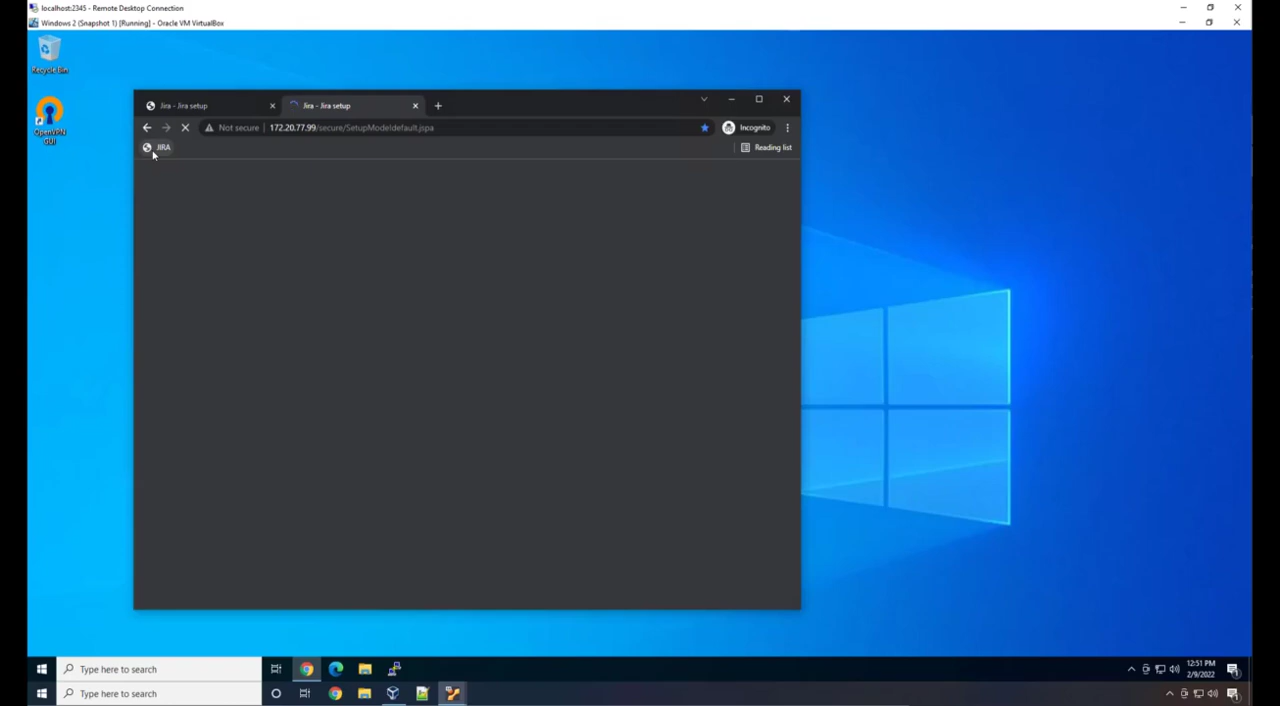 localhost:2345 - Remote Desktop Connection
Windows 2 (Snapshot 1) [Running] - Oracle VM VirtualBox
Recycle Bin
OpenVPN
GUI
Jira - Jira setup
Jira - Jira setup
Not secure
172.20.77.99/secure/SetupMode!default.jspa
Incognito
JIRA
Reading list
Type here to search
12:51 PM
2/9/2022
Type here to search